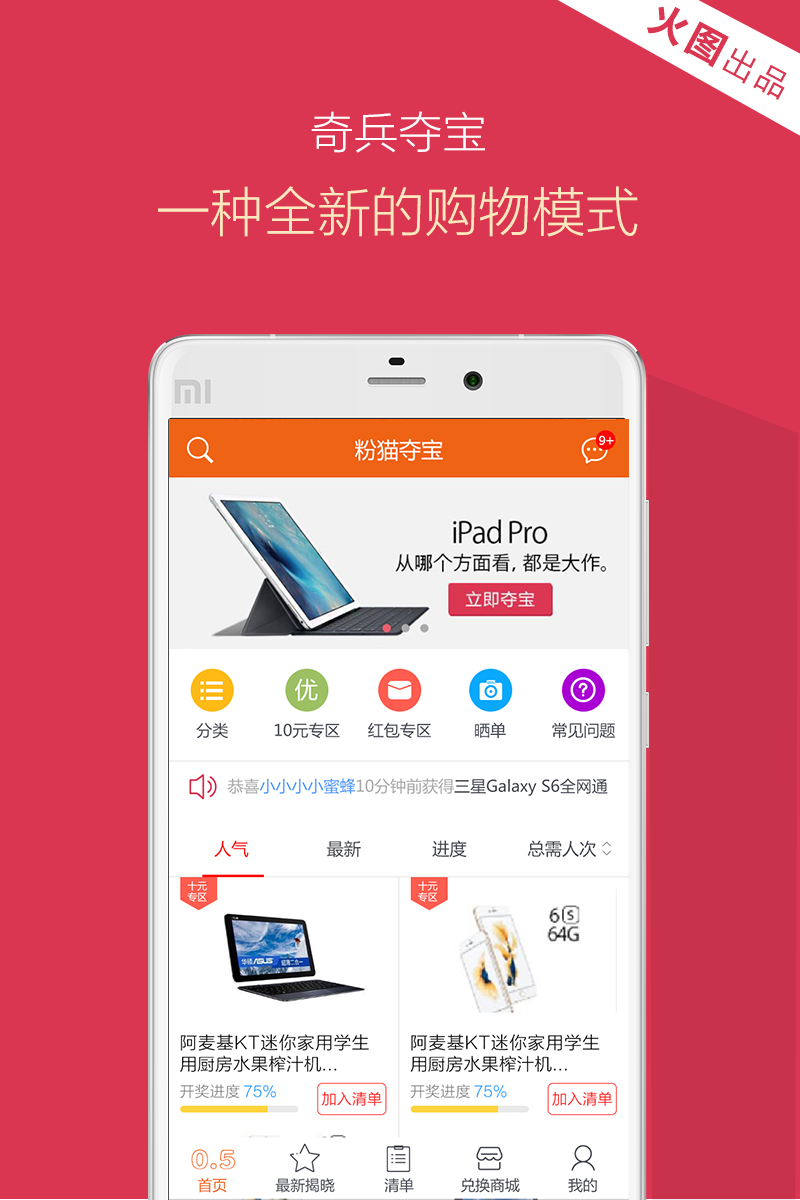 火图出品
奇兵夺宝
一种全新的购物模式
mi
粉猫夺宝
9+
iPad Pro
从哪个方面看，都是大作。
立即夺宝
优
?
分类
10元专区
红包专区
晒单
常见问题
恭喜小小小小蜜蜂10分钟前获得三星Galaxy S6全网通
人气
最新
进度
总需人次
十元
专区
十元
专区
华硕 ASUS
6S
64G
阿麦基KT迷你家用学生
用厨房水果榨汁机...
阿麦基KT迷你家用学生
用厨房水果榨汁机...
开奖进度 75%
加入清单
开奖进度 75%
加入清单
0.5
首页
最新揭晓
清单
兑换商城
我的